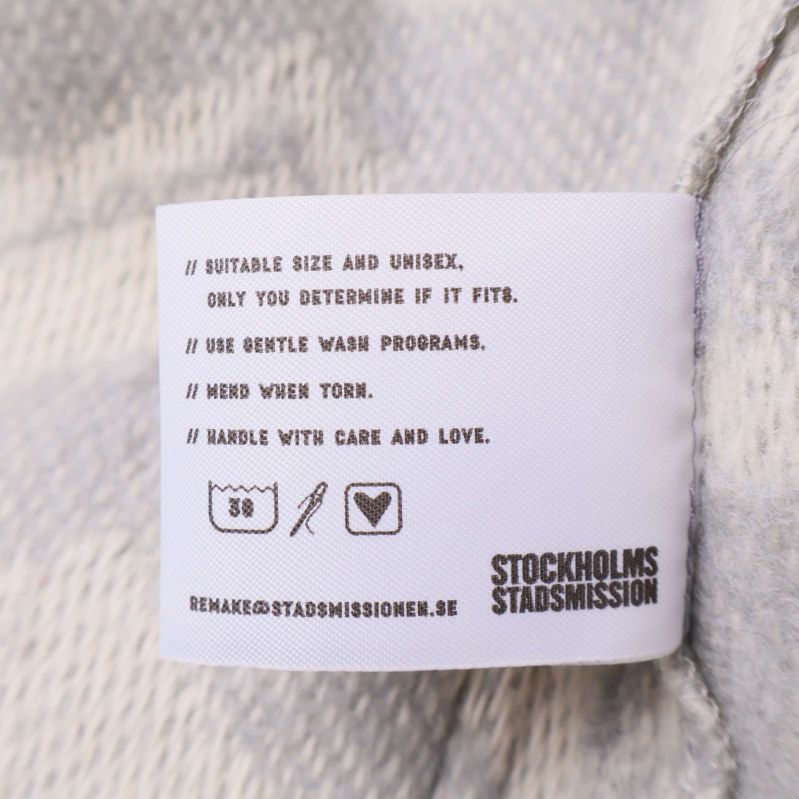 // SUITABLE SIZE AND UNISEX,
ONLY YOU DETERMINE IF IT FITS.
// USE GENTLE WASH PROGRAMS.
// MEND WHEN TORN.
// HANDLE WITH CARE AND LOVE.
30
REMAKE@STADSMISSIONEN.SE
STOCKHOLMS
STADSMISSION